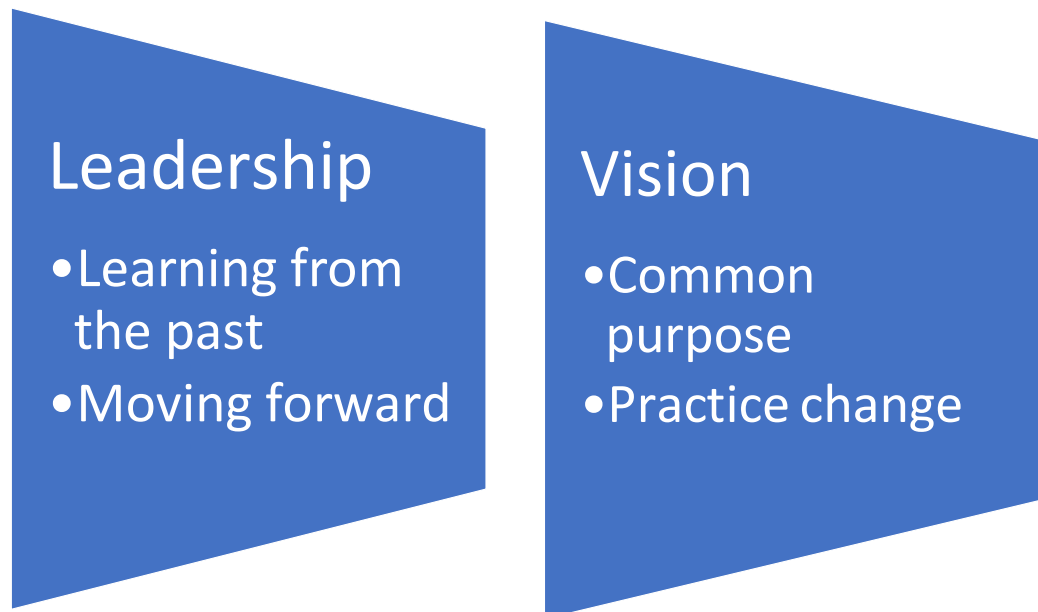 Leadership
•Learning from
the past
•Moving forward
Vision
•Common
purpose
•Practice change